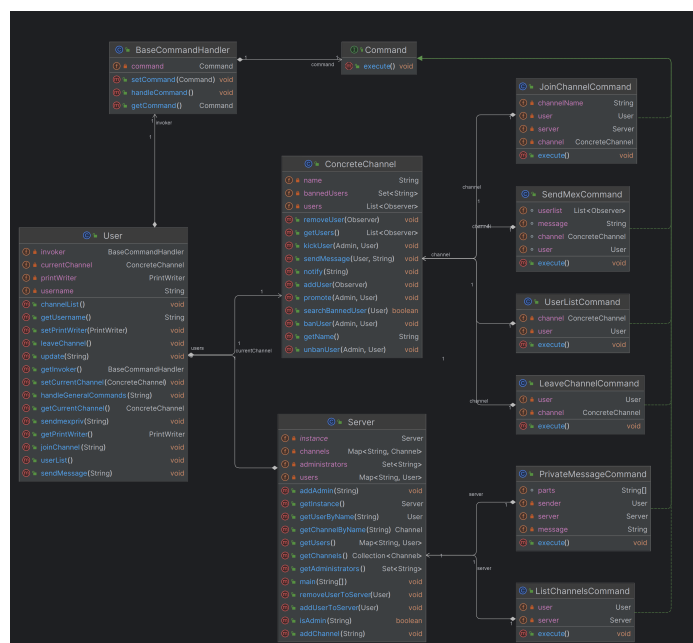 BaseCommandHandler
command Command
setCommand(Command) void
handleCommand() void
getCommand() Command
1
command
1
Command
execute() void
1
invoker
1
JoinChannelCommand
channelName String
user User
server Server
channel ConcreteChannel
execute() void
ConcreteChannel
name String
bannedUsers Set<String>
users List<Observer>
removeUser(Observer) void
getUsers() List<Observer>
kickUser(Admin, User) void
sendMessage(User, String) void
notify(String) void
addUser(Observer) void
promote(Admin, User) void
searchBannedUser(User) boolean
banUser(Admin, User) void
getName() String
unbanUser(Admin, User) void
channel
1
channel
1
channel
1
SendMexCommand
userlist List<Observer>
message String
channel ConcreteChannel
user User
execute() void
User
invoker BaseCommandHandler
currentChannel ConcreteChannel
printWriter PrintWriter
username String
channelList() void
getUsername() String
setPrintWriter(PrintWriter) void
leaveChannel() void
update(String) void
getInvoker() BaseCommandHandler
setCurrentChannel(ConcreteChannel) void
handleGeneralCommands(String) void
getCurrentChannel() ConcreteChannel
sendmexpriv() void
getPrintWriter() PrintWriter
joinChannel(String) void
userList() void
sendMessage(String) void
1
1
users
currentChannel
1
UserListCommand
channel ConcreteChannel
user User
execute() void
1
LeaveChannelCommand
user User
channel ConcreteChannel
execute() void
channel
1
Server
instance Server
channels Map<String, Channel>
administrators Set<String>
users Map<String, User>
addAdmin(String) void
getInstance() Server
getUserByName(String) User
getChannelByName(String) Channel
getUsers() Map<String, User>
getChannels() Collection<Channel>
getAdministrators() Set<String>
main(String[]) void
removeUserToServer(User) void
addUserToServer(User) void
isAdmin(String) boolean
addChannel(String) void
PrivateMessageCommand
parts String[]
sender User
server Server
message String
execute() void
server
1
1
1
server
1
ListChannelsCommand
user User
server Server
execute() void